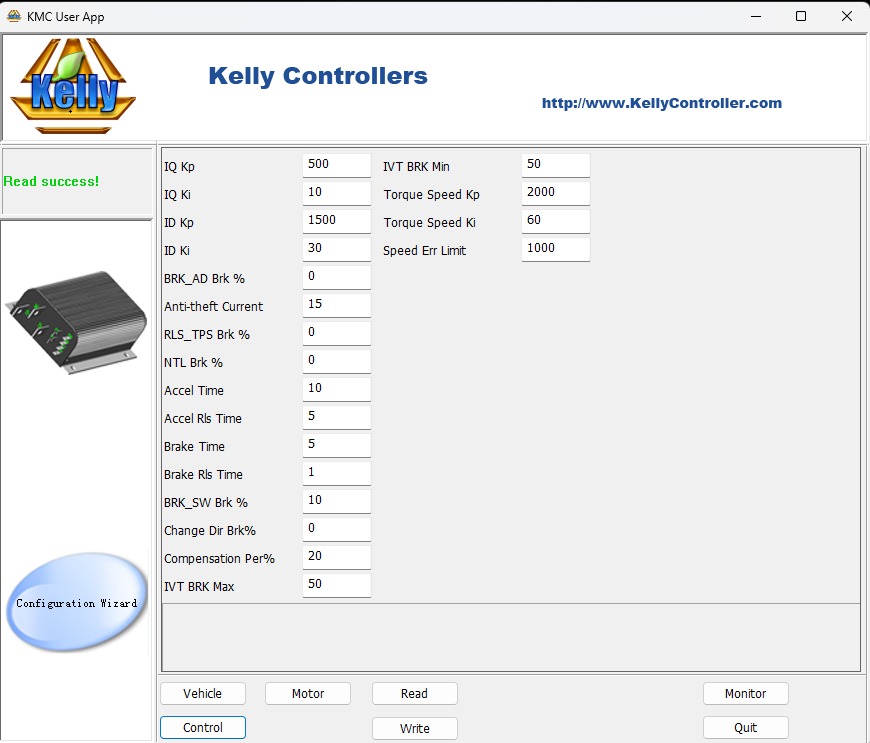 KMC User App
Kelly
Kelly Controllers
http://www.KellyController.com
Read success!
IQ Kp 500 IVT BRK Min 50
IQ Ki 10 Torque Speed Kp 2000
ID Kp 1500 Torque Speed Ki 60
ID Ki 30 Speed Err Limit 1000
BRK_AD Brk % 0
Anti-theft Current 15
RLS_TPS Brk % 0
NTL Brk % 0
Accel Time 10
Accel Rls Time 5
Brake Time 5
Brake Rls Time 1
BRK_SW Brk % 10
Change Dir Brk% 0
Compensation Per% 20
IVT BRK Max 50
Configuration Wizard
Vehicle Motor Read Monitor
Control Write Quit